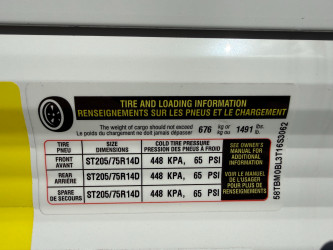 TIRE AND LOADING INFORMATION
RENSEIGNEMENTS SUR LES PNEUS ET LE CHARGEMENT
The weight of cargo should not exceed 676 kg or 1491 lbs.
Le poids du chargement ne doit jamais dépasser kg ou lb.
TIRE PNEU SIZE DIMENSIONS COLD TIRE PRESSURE PRESSION DES PNEUS À FROID
FRONT AVANT ST205/75R14D 448 KPA, 65 PSI
REAR ARRIÈRE ST205/75R14D 448 KPA, 65 PSI
SPARE DE SECOURS ST205/75R14D 448 KPA, 65 PSI
SEE OWNER'S
MANUAL FOR
ADDITIONAL
INFORMATION
VOIR LE MANUEL
DE L'USAGER
POUR PLUS DE
RENSEIGNEMENTS
58TBM0BL3T16S3062